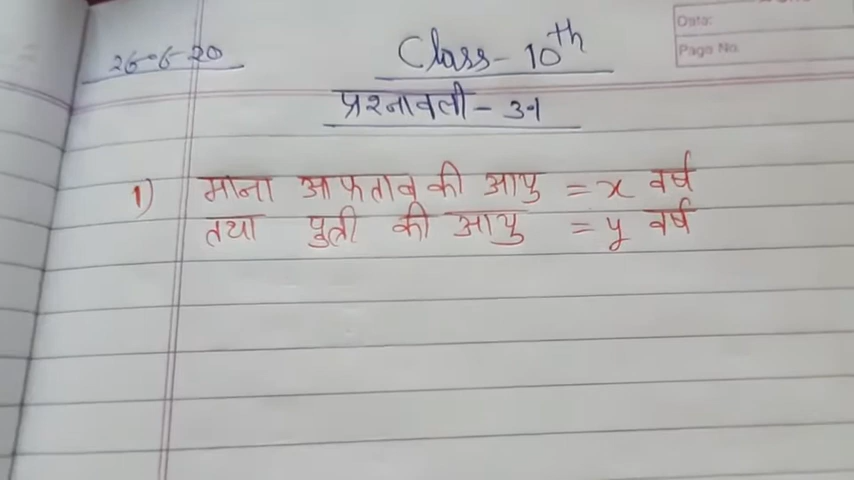 Date:
Page No.
26-6-20
Class - 10th
प्रश्नावली - 3.1
1) माना आफताब की आयु = x वर्ष
तथा पुत्री की आयु = y वर्ष